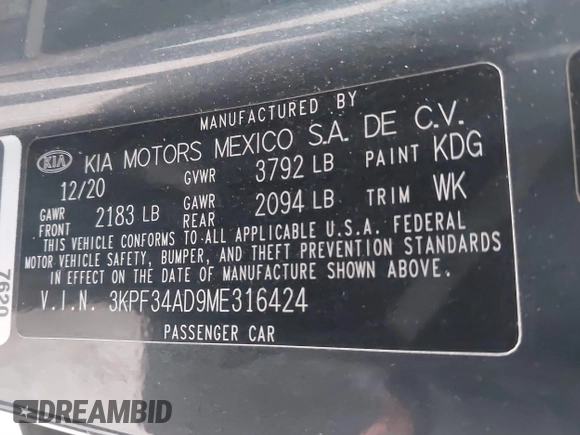 MANUFACTURED BY
KIA KIA MOTORS MEXICO S.A. DE C.V.
12/20 GVWR 3792 LB PAINT KDG
GAWR FRONT 2183 LB GAWR REAR 2094 LB TRIM WK
THIS VEHICLE CONFORMS TO ALL APPLICABLE U.S.A. FEDERAL
MOTOR VEHICLE SAFETY, BUMPER, AND THEFT PREVENTION STANDARDS
IN EFFECT ON THE DATE OF MANUFACTURE SHOWN ABOVE.
V.I.N. 3KPF34AD9ME316424
PASSENGER CAR
7620
DREAMBID